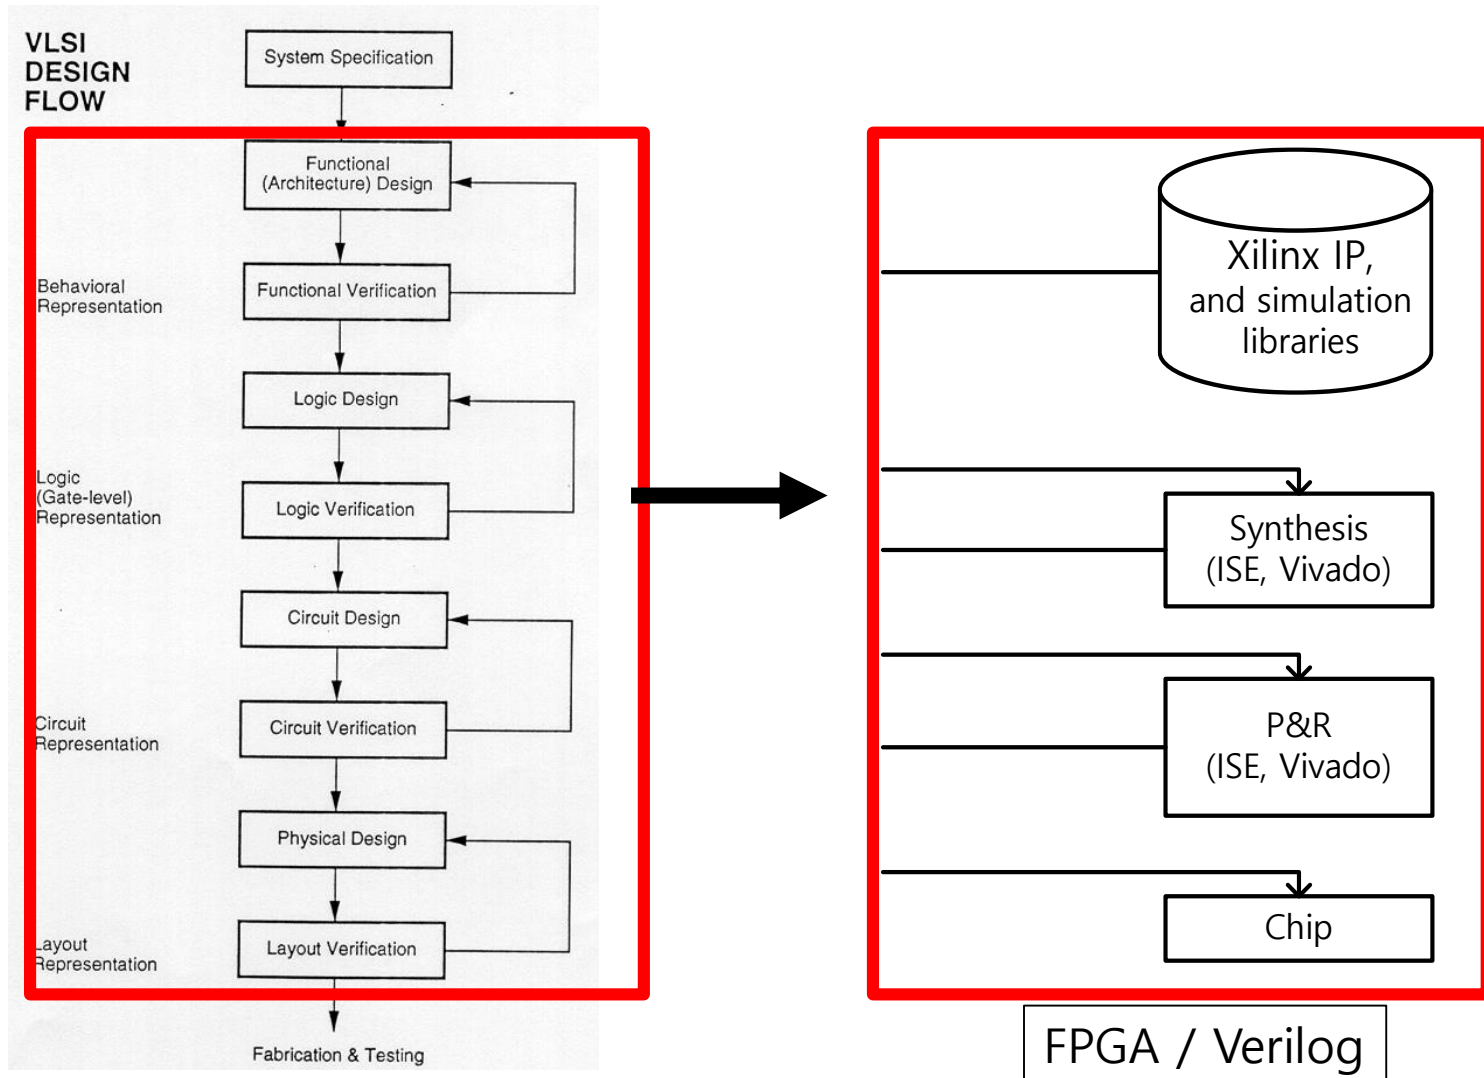 VLSI
DESIGN
FLOW
System Specification
Functional
(Architecture) Design
Functional Verification
Behavioral
Representation
Logic Design
Logic
(Gate-level)
Representation
Logic Verification
Circuit Design
Circuit
Representation
Circuit Verification
Physical Design
Layout
Representation
Layout Verification
Fabrication & Testing
Xilinx IP,
and simulation
libraries
Synthesis
(ISE, Vivado)
P&R
(ISE, Vivado)
Chip
FPGA / Verilog